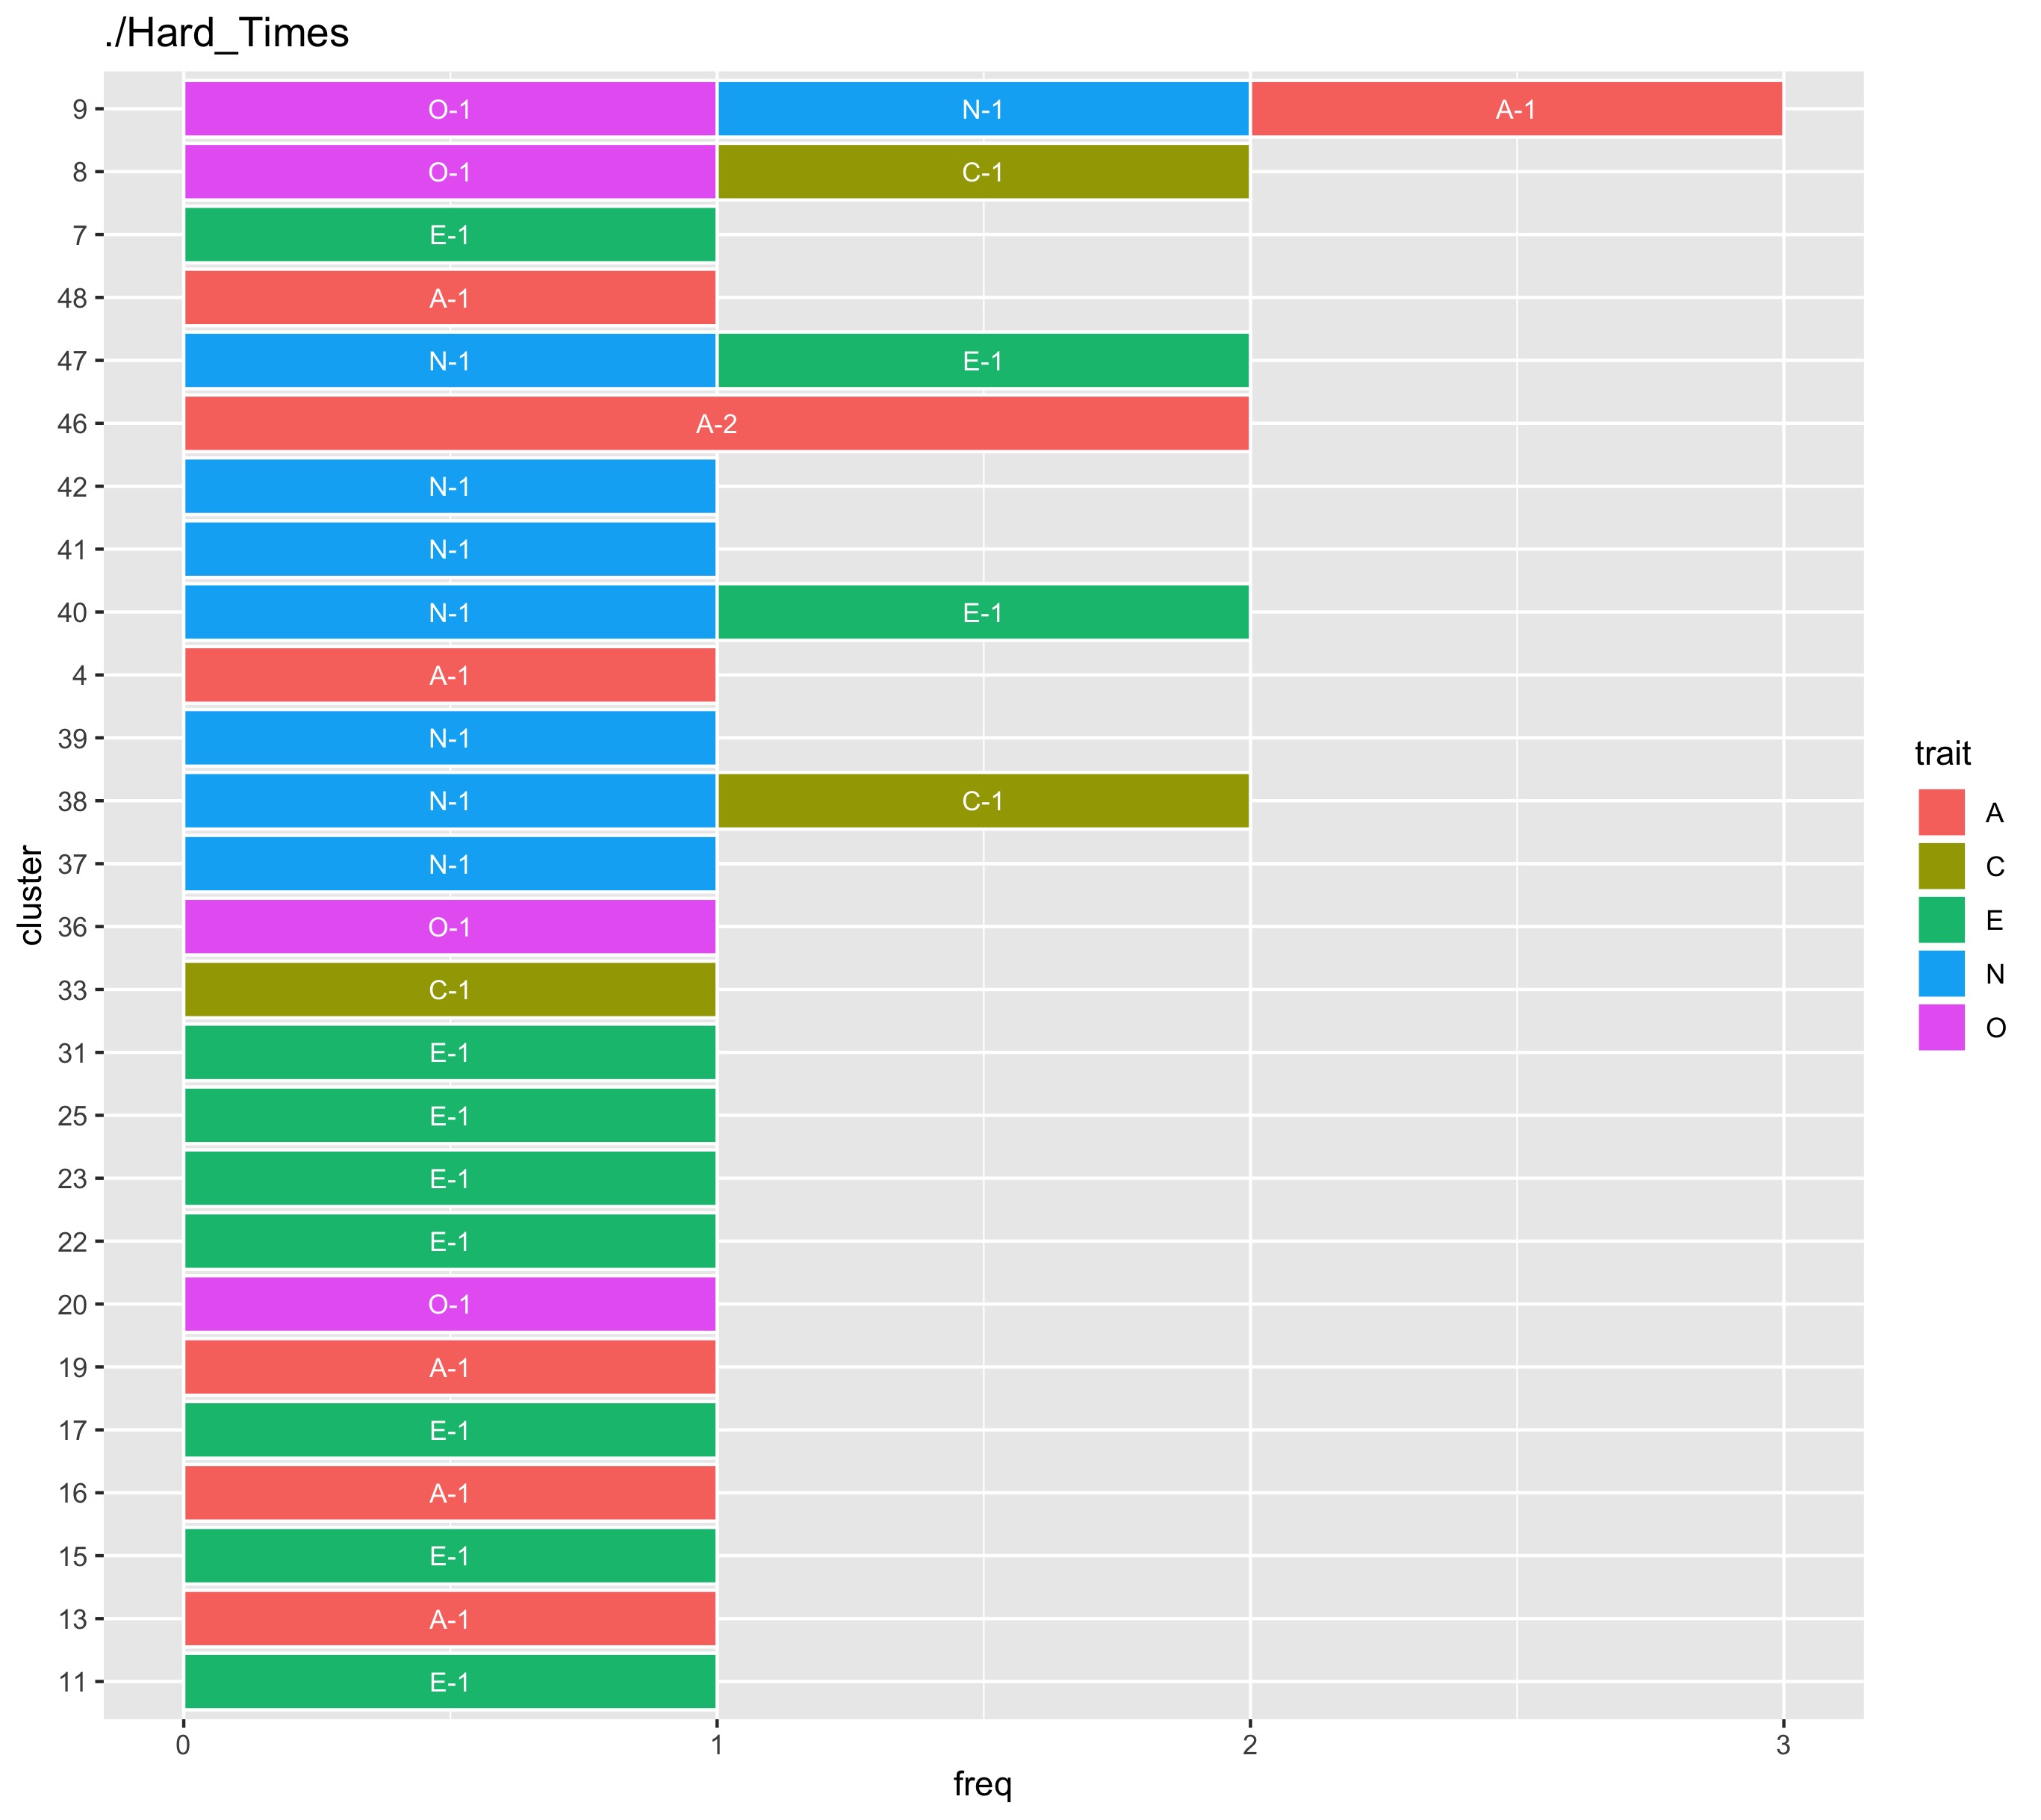 ./Hard_Times
9 O-1 N-1 A-1
8 O-1 C-1
7 E-1
48 A-1
47 N-1 E-1
46 A-2
42 N-1
41 N-1
40 N-1 E-1
4 A-1
39 N-1
38 N-1 C-1
37 N-1
36 O-1
33 C-1
31 E-1
25 E-1
23 E-1
22 E-1
20 O-1
19 A-1
17 E-1
16 A-1
15 E-1
13 A-1
11 E-1
0 1 2 3
freq
cluster
trait
A
C
E
N
O